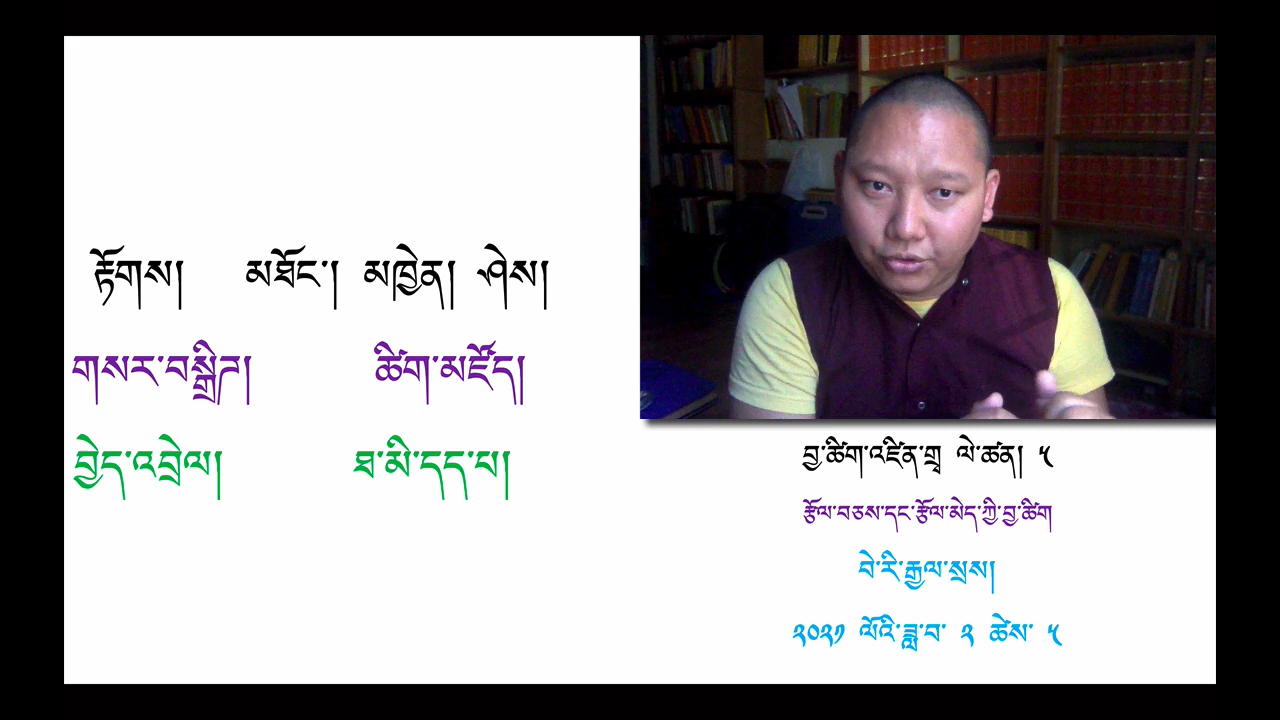 རྟོགས། མཐོང་། མཁྱེན། ཤེས།
གསར་བསྒྲིཊ། ཚིག་མཛོད།
བྱེད་འབྲེལ། ཐ་མི་དད་པ།
བྱ་ཚིག་འཛིན་གྲྭ ལེ་ཚན། ༥
རྩོལ་བཅས་དང་རྩོལ་མེད་ཀྱི་བྱ་ཚིག
བེ་རི་རྒྱལ་སྲས།
༢༠༢༡ ལོའི་ཟླ་བ་ ༢ ཚེས་ ༥